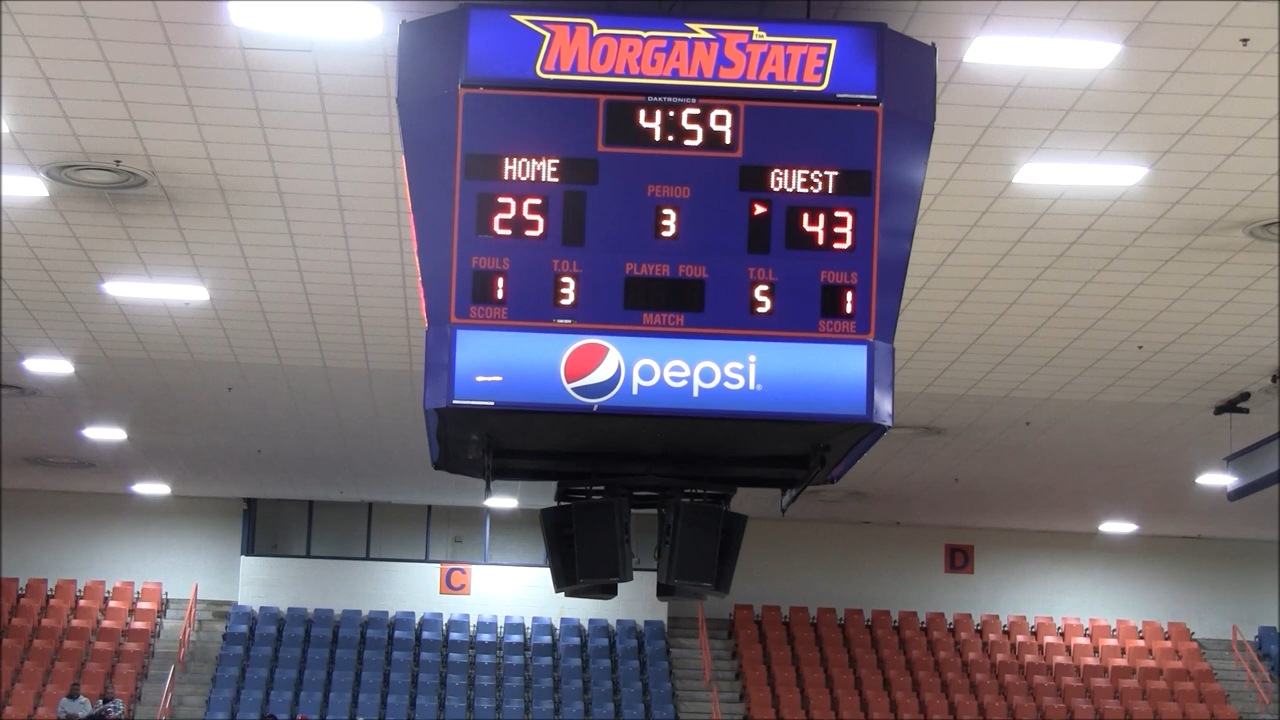 MORGAN STATE TM
DAKTRONICS
4:59
HOME
GUEST
PERIOD
25
3
43
FOULS
T.O.L.
PLAYER FOUL
T.O.L.
FOULS
1
3
5
1
SCORE
MATCH
SCORE
pepsi®
C
D